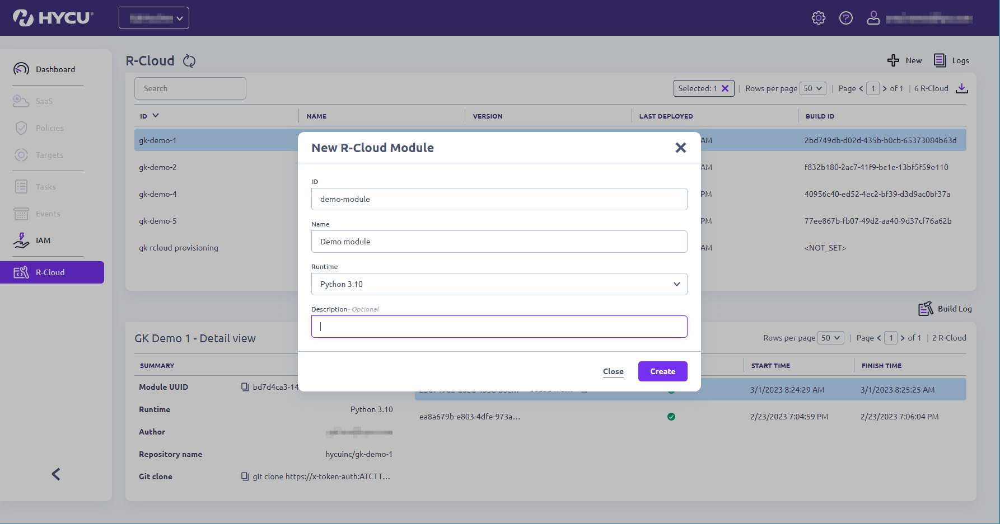 HYCU®
Dashboard
SaaS
Policies
Targets
Tasks
Events
IAM
R-Cloud
R-Cloud
New
Logs
Search
Selected: 1
Rows per page 50
Page 1 of 1
6 R-Cloud
ID NAME VERSION LAST DEPLOYED BUILD ID
gk-demo-1 AM 2bd749db-d02d-435b-b0cb-65373084b63d
gk-demo-2 AM f832b180-2ac7-41f9-bc1e-13bf5f59e110
gk-demo-4 PM 40956c40-ed52-4ec2-bf39-d3d9ac0bf37a
gk-demo-5 PM 77ee867b-fb07-49d2-aa40-9d37cf76a62b
gk-rcloud-provisioning AM <NOT_SET>
New R-Cloud Module
ID
demo-module
Name
Demo module
Runtime
Python 3.10
Description - Optional
Close
Create
Build Log
GK Demo 1 - Detail view
Rows per page 50
Page 1 of 1
2 R-Cloud
SUMMARY
Module UUID bd7d4ca3-14
Runtime Python 3.10
Author
Repository name hycuinc/gk-demo-1
Git clone git clone https://x-token-auth:ATCTT...
START TIME FINISH TIME
3/1/2023 8:24:29 AM 3/1/2023 8:25:25 AM
ea8a679b-e803-4dfe-973a... 2/23/2023 7:04:59 PM 2/23/2023 7:06:04 PM